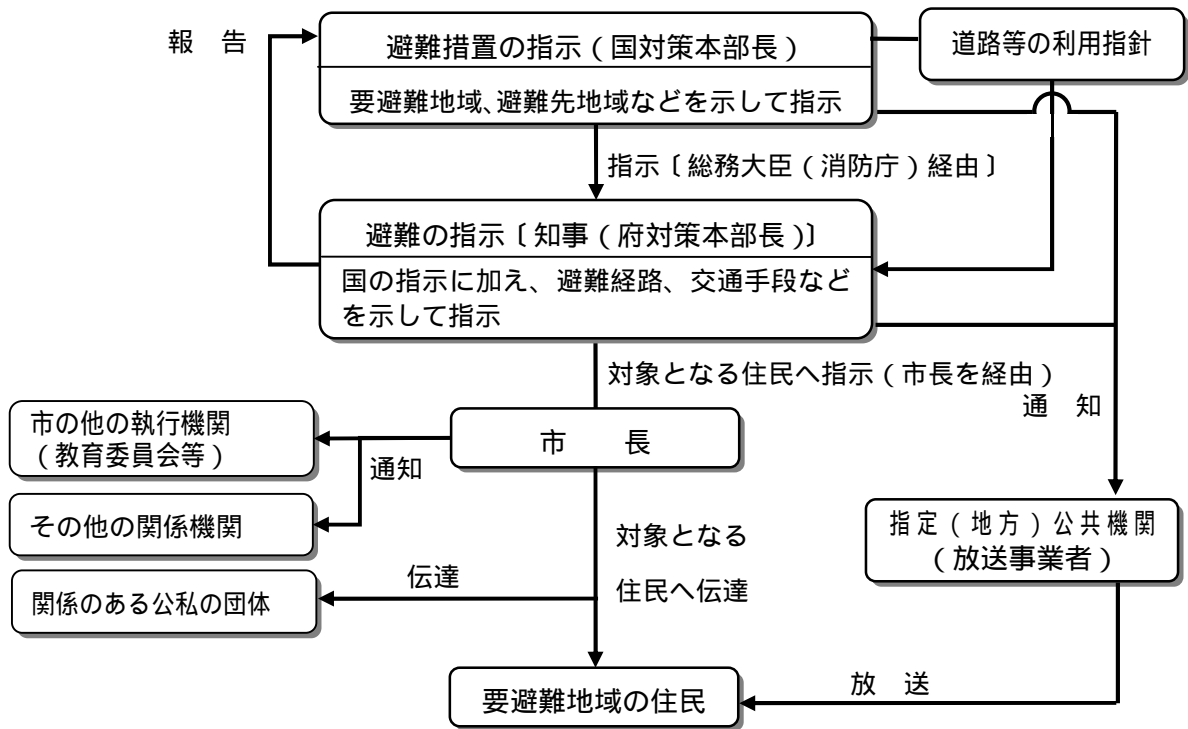 報　告
避難措置の指示（国対策本部長）
道路等の利用指針
要避難地域、避難先地域などを示して指示
指示〔総務大臣（消防庁）経由〕
避難の指示〔知事（府対策本部長）〕
国の指示に加え、避難経路、交通手段など
を示して指示
対象となる住民へ指示（市長を経由）
通　知
市の他の執行機関
（教育委員会等）
市　　長
通知
その他の関係機関
指定（地方）公共機関
（放送事業者）
対象となる
住民へ伝達
伝達
関係のある公私の団体
要避難地域の住民
放　送